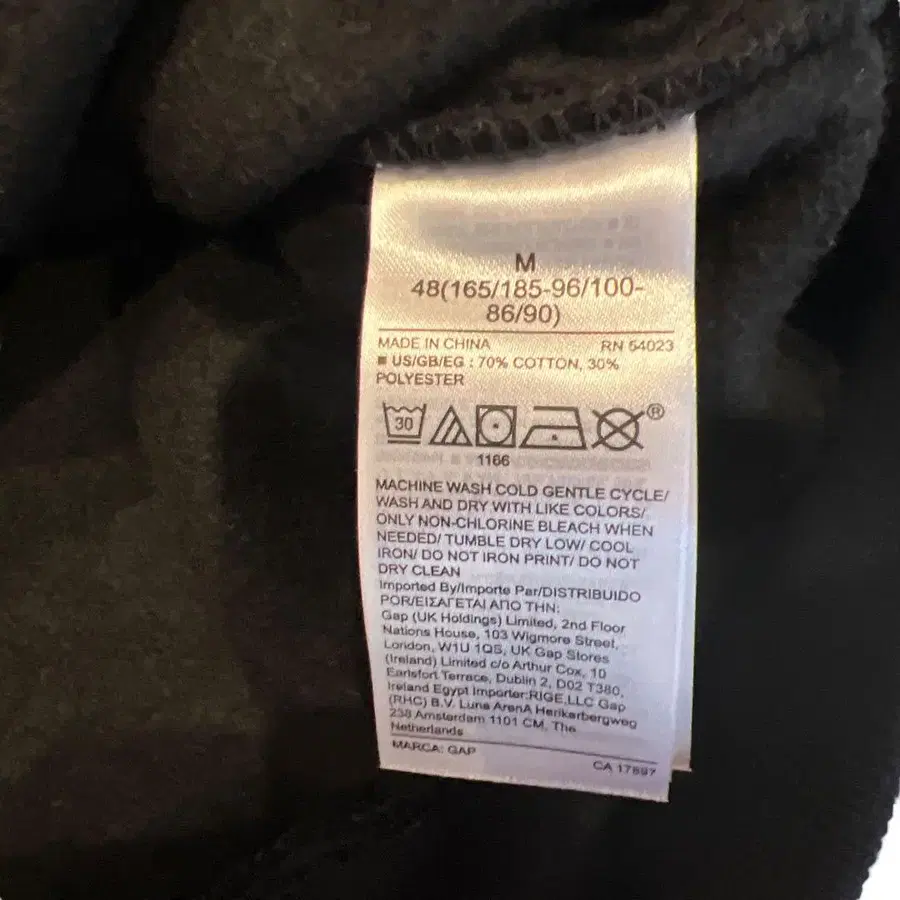 M
48(165/185-96/100-
86/90)
MADE IN CHINA RN 54023
■ US/GB/EG : 70% COTTON, 30%
POLYESTER
30
®
1166
MACHINE WASH COLD GENTLE CYCLE/
WASH AND DRY WITH LIKE COLORS/
ONLY NON-CHLORINE BLEACH WHEN
NEEDED/ TUMBLE DRY LOW/ COOL
IRON/ DO NOT IRON PRINT/ DO NOT
DRY CLEAN
Imported By/Importe Par/DISTRIBUIDO
POR/ΕΙΣΑΓΕΤΑΙ ΑΠΟ ΤΗΝ:
Gap (UK Holdings) Limited, 2nd Floor
Nations House, 103 Wigmore Street,
London, W1U 1QS, UK Gap Stores
(Ireland) Limited c/o Arthur Cox, 10
Earlsfort Terrace, Dublin 2, D02 T380,
Ireland Egypt Importer:RIGE,LLC Gap
(RHC) B.V. Luna ArenA Herikerbergweg
238 Amsterdam 1101 CM, The
Netherlands
MARCA: GAP
CA 17897